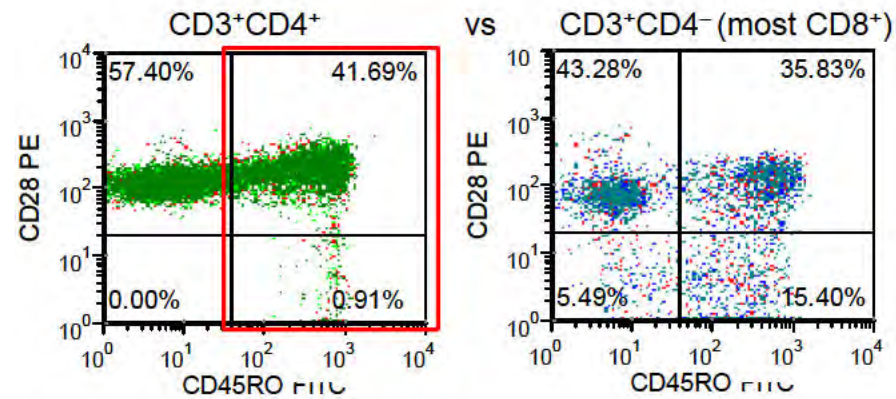 CD3⁺CD4⁺ vs CD3⁺CD4⁻ (most CD8⁺)
10⁴
57.40% 41.69%
10³
CD28 PE
10²
10¹
0.00% 0.91%
10⁰
10⁰ 10¹ 10² 10³ 10⁴
CD45RO FITC
10
43.28% 35.83%
10³
CD28 PE
10²
10¹
5.49% 15.40%
10⁰
10⁰ 10¹ 10² 10³ 10⁴
CD45RO FITC